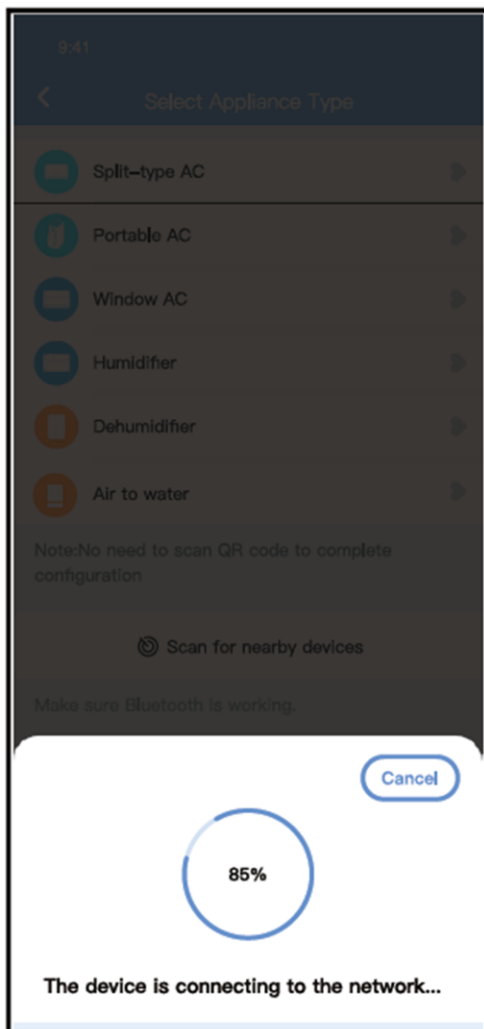 9:41
Select Appliance Type
Split-type AC
Portable AC
Window AC
Humidifier
Dehumidifier
Air to water
Note:No need to scan QR code to complete
configuration
Scan for nearby devices
Make sure Bluetooth is working.
Cancel
85%
The device is connecting to the network...